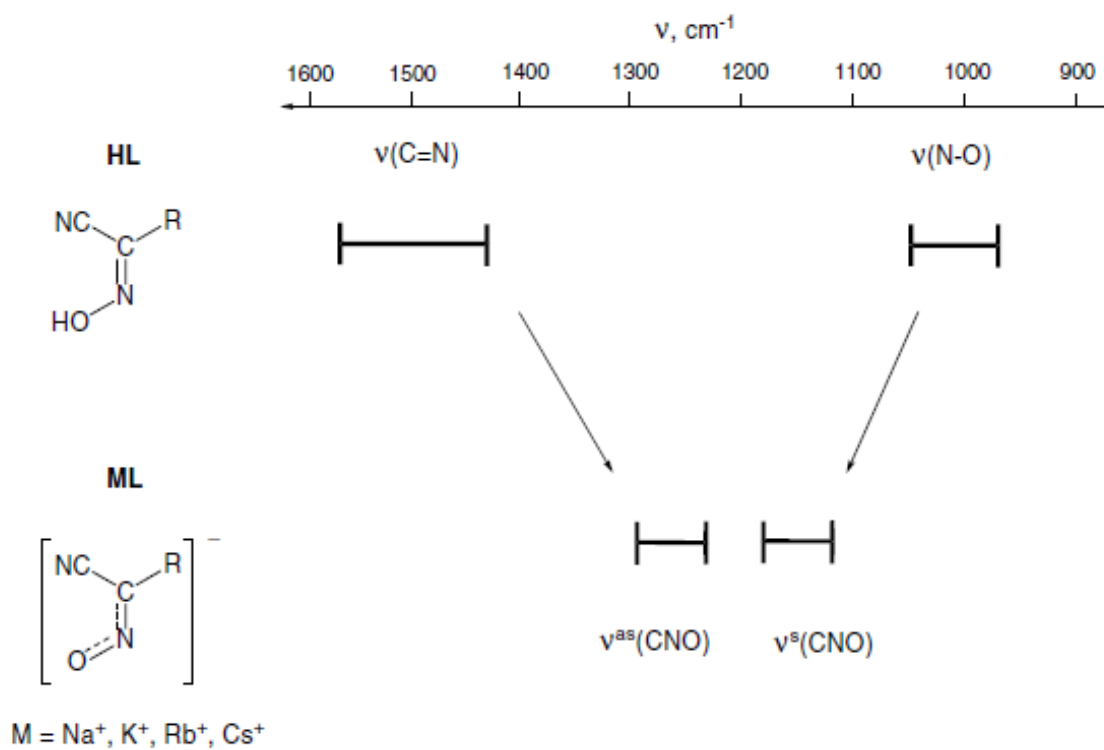 ν, cm⁻¹
1600 1500 1400 1300 1200 1100 1000 900
HL ν(C=N) ν(N-O)
NC R
C
N
HO
ML
NC R –
C
N
O
νᵃˢ(CNO) νˢ(CNO)
M = Na⁺, K⁺, Rb⁺, Cs⁺